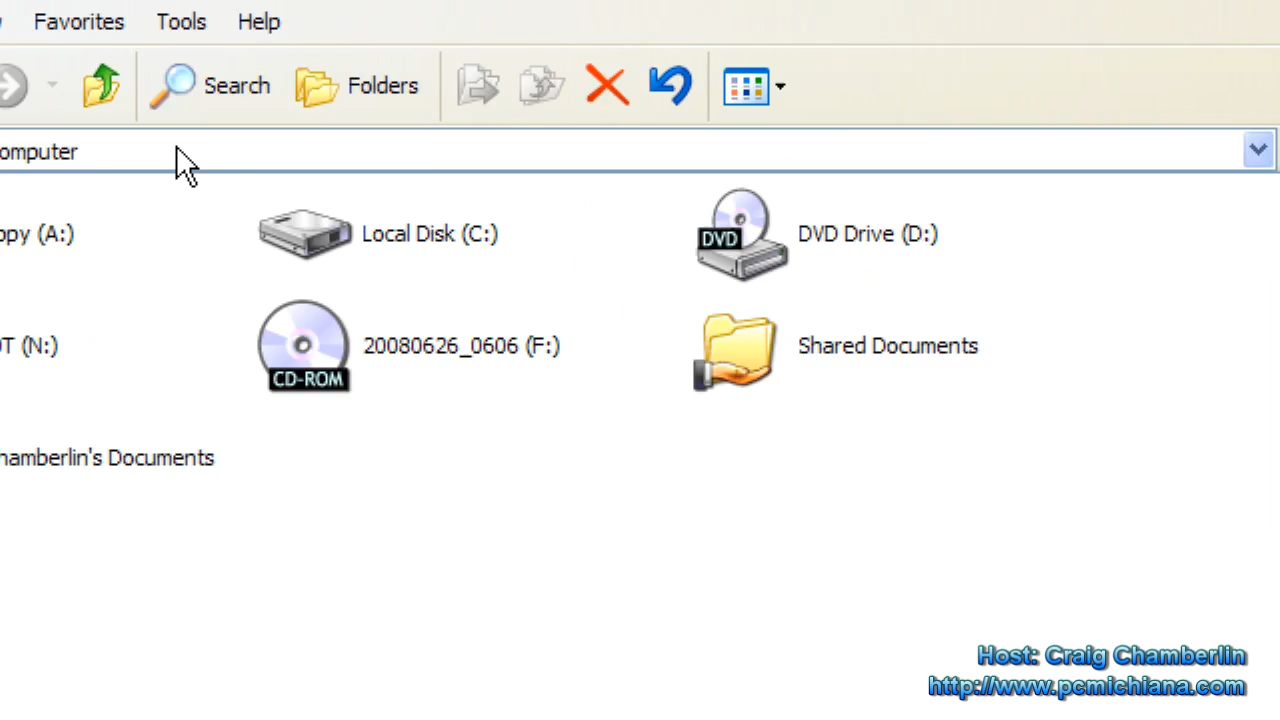 Favorites Tools Help
Search Folders
omputer
ppy (A:) Local Disk (C:) DVD DVD Drive (D:)
T (N:) CD-ROM 20080626_0606 (F:) Shared Documents
hamberlin's Documents
Host: Craig Chamberlin
http://www.pcmichiana.com